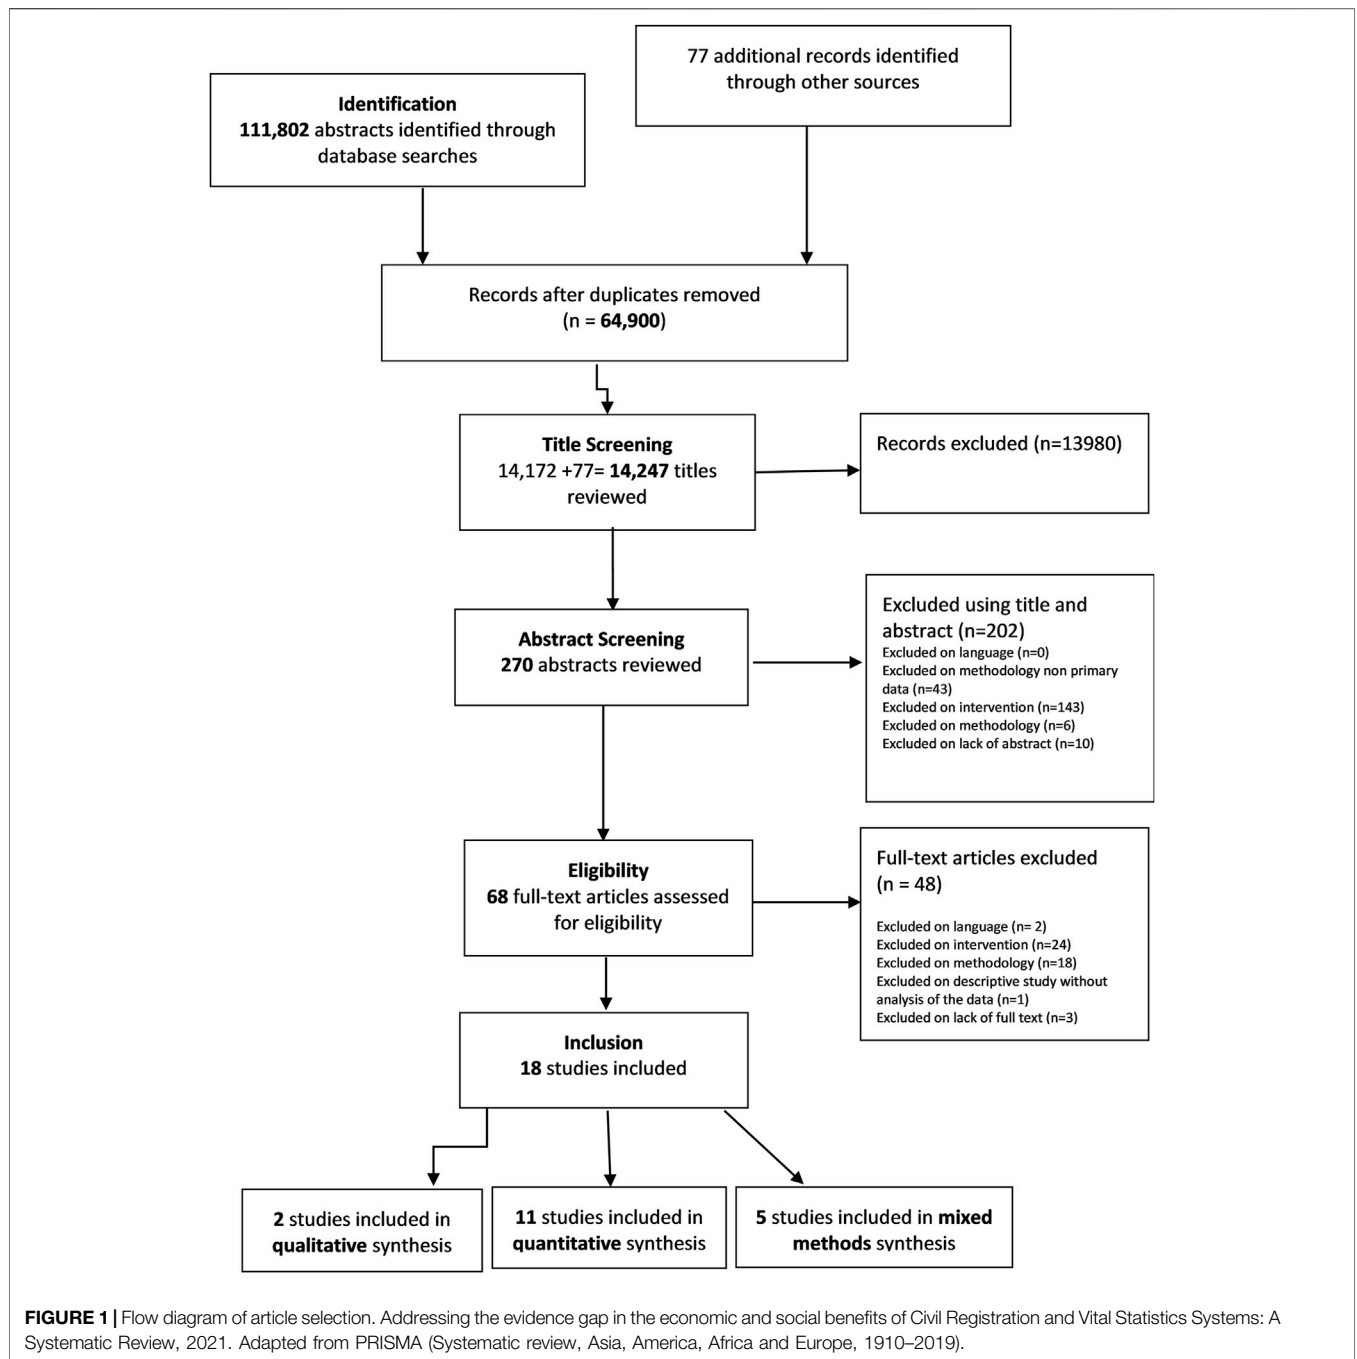 77 additional records identified
through other sources
Identification
111,802 abstracts identified through
database searches
Records after duplicates removed
(n = 64,900)
Title Screening
14,172 +77= 14,247 titles
reviewed
Records excluded (n=13980)
Abstract Screening
270 abstracts reviewed
Excluded using title and
abstract (n=202)
Excluded on language (n=0)
Excluded on methodology non primary
data (n=43)
Excluded on intervention (n=143)
Excluded on methodology (n=6)
Excluded on lack of abstract (n=10)
Eligibility
68 full-text articles assessed
for eligibility
Full-text articles excluded
(n = 48)
Excluded on language (n= 2)
Excluded on intervention (n=24)
Excluded on methodology (n=18)
Excluded on descriptive study without
analysis of the data (n=1)
Excluded on lack of full text (n=3)
Inclusion
18 studies included
2 studies included in
qualitative synthesis
11 studies included in
quantitative synthesis
5 studies included in mixed
methods synthesis
FIGURE 1 | Flow diagram of article selection. Addressing the evidence gap in the economic and social benefits of Civil Registration and Vital Statistics Systems: A
Systematic Review, 2021. Adapted from PRISMA (Systematic review, Asia, America, Africa and Europe, 1910–2019).